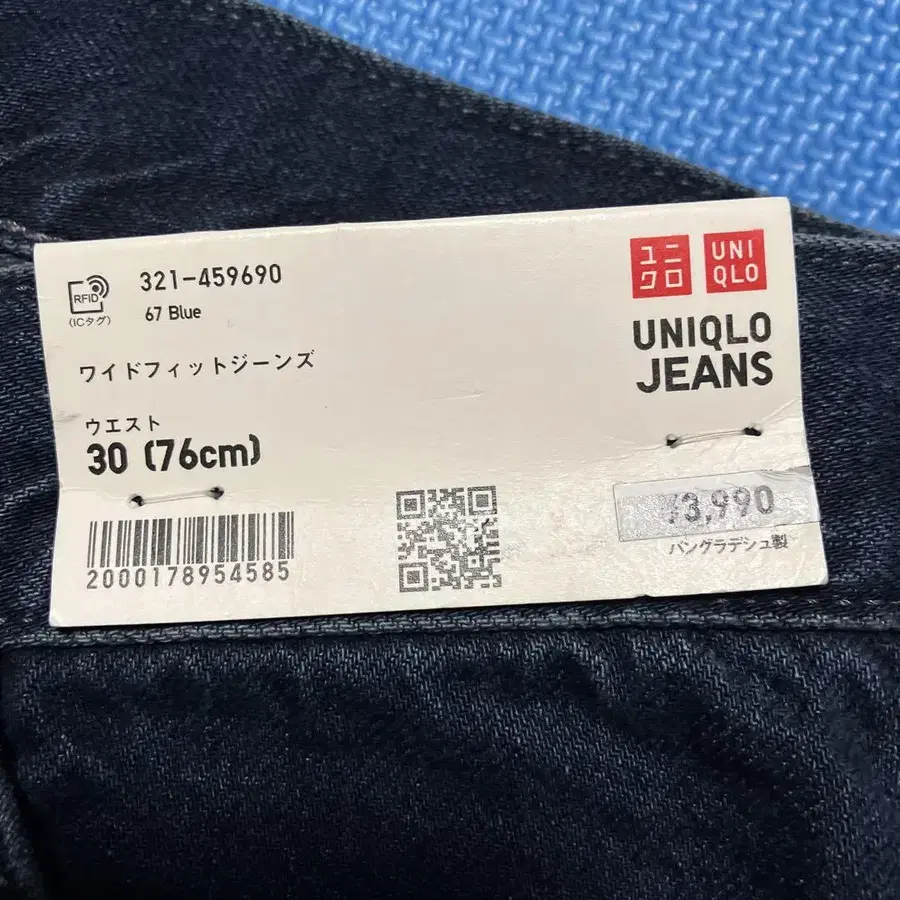 RFID
(ICタグ)
321-459690
67 Blue
ワイドフィットジーンズ
ウエスト
30 (76cm)
2000178954585
ユニ
クロ
UNI
QLO
UNIQLO
JEANS
¥3,990
バングラデシュ製